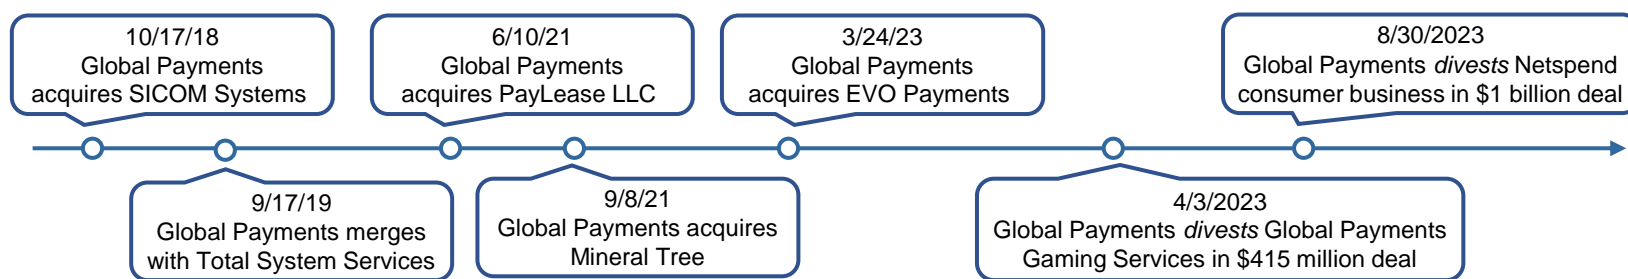 10/17/18
Global Payments
acquires SICOM Systems
9/17/19
Global Payments merges
with Total System Services
6/10/21
Global Payments
acquires PayLease LLC
9/8/21
Global Payments acquires
Mineral Tree
3/24/23
Global Payments
acquires EVO Payments
4/3/2023
Global Payments divests Global Payments
Gaming Services in $415 million deal
8/30/2023
Global Payments divests Netspend
consumer business in $1 billion deal